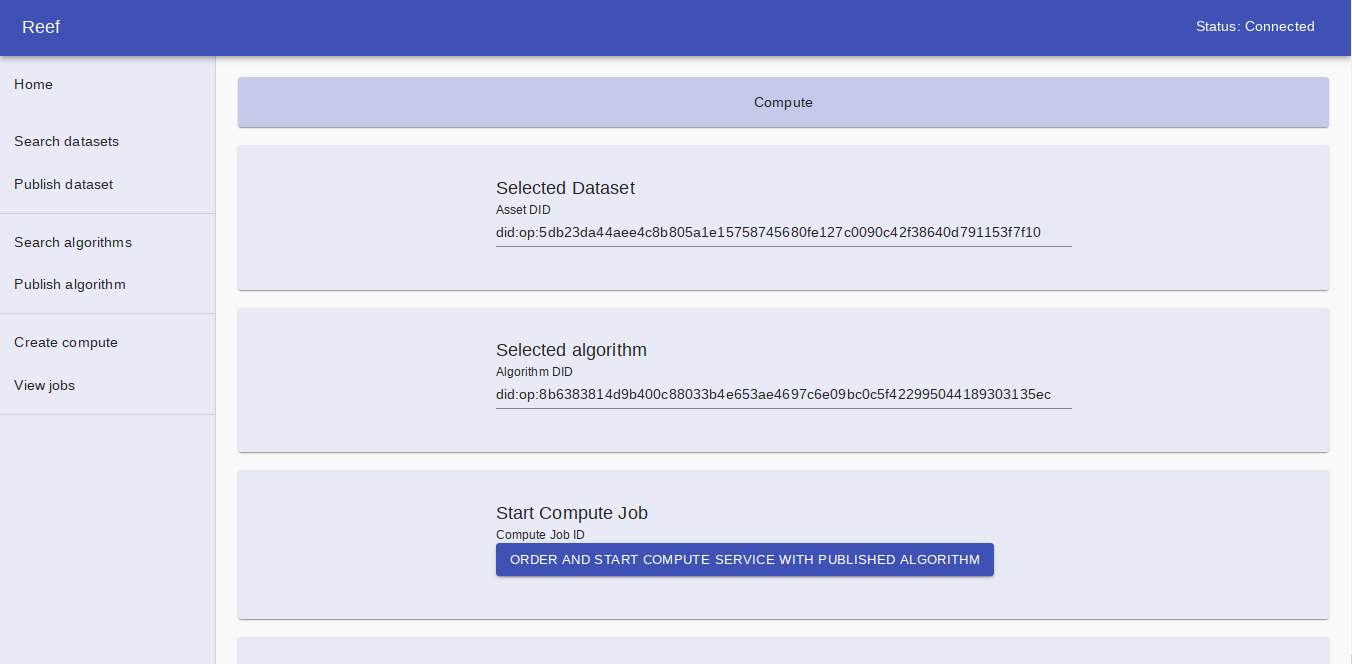 Reef
Status: Connected
Home
Search datasets
Publish dataset
Search algorithms
Publish algorithm
Create compute
View jobs
Compute
Selected Dataset
Asset DID
did:op:5db23da44aee4c8b805a1e15758745680fe127c0090c42f38640d791153f7f10
Selected algorithm
Algorithm DID
did:op:8b6383814d9b400c88033b4e653ae4697c6e09bc0c5f422995044189303135ec
Start Compute Job
Compute Job ID
ORDER AND START COMPUTE SERVICE WITH PUBLISHED ALGORITHM